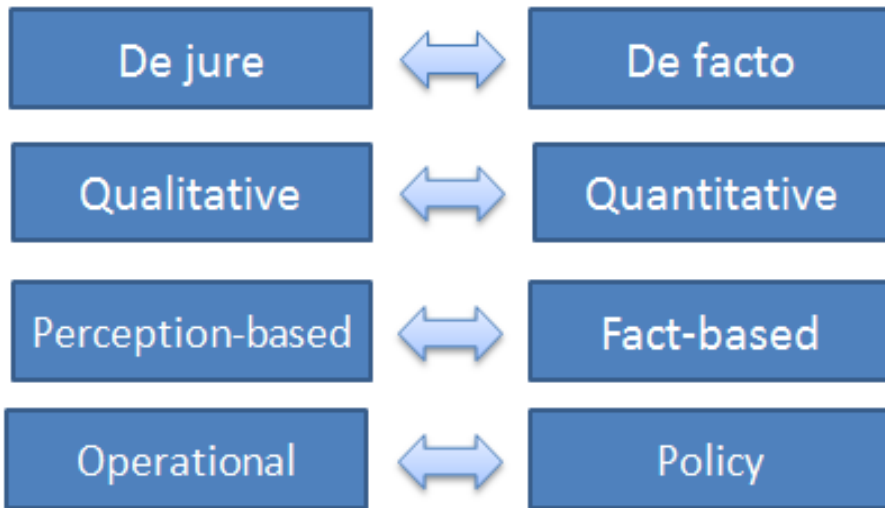 De jure De facto
Qualitative Quantitative
Perception-based Fact-based
Operational Policy